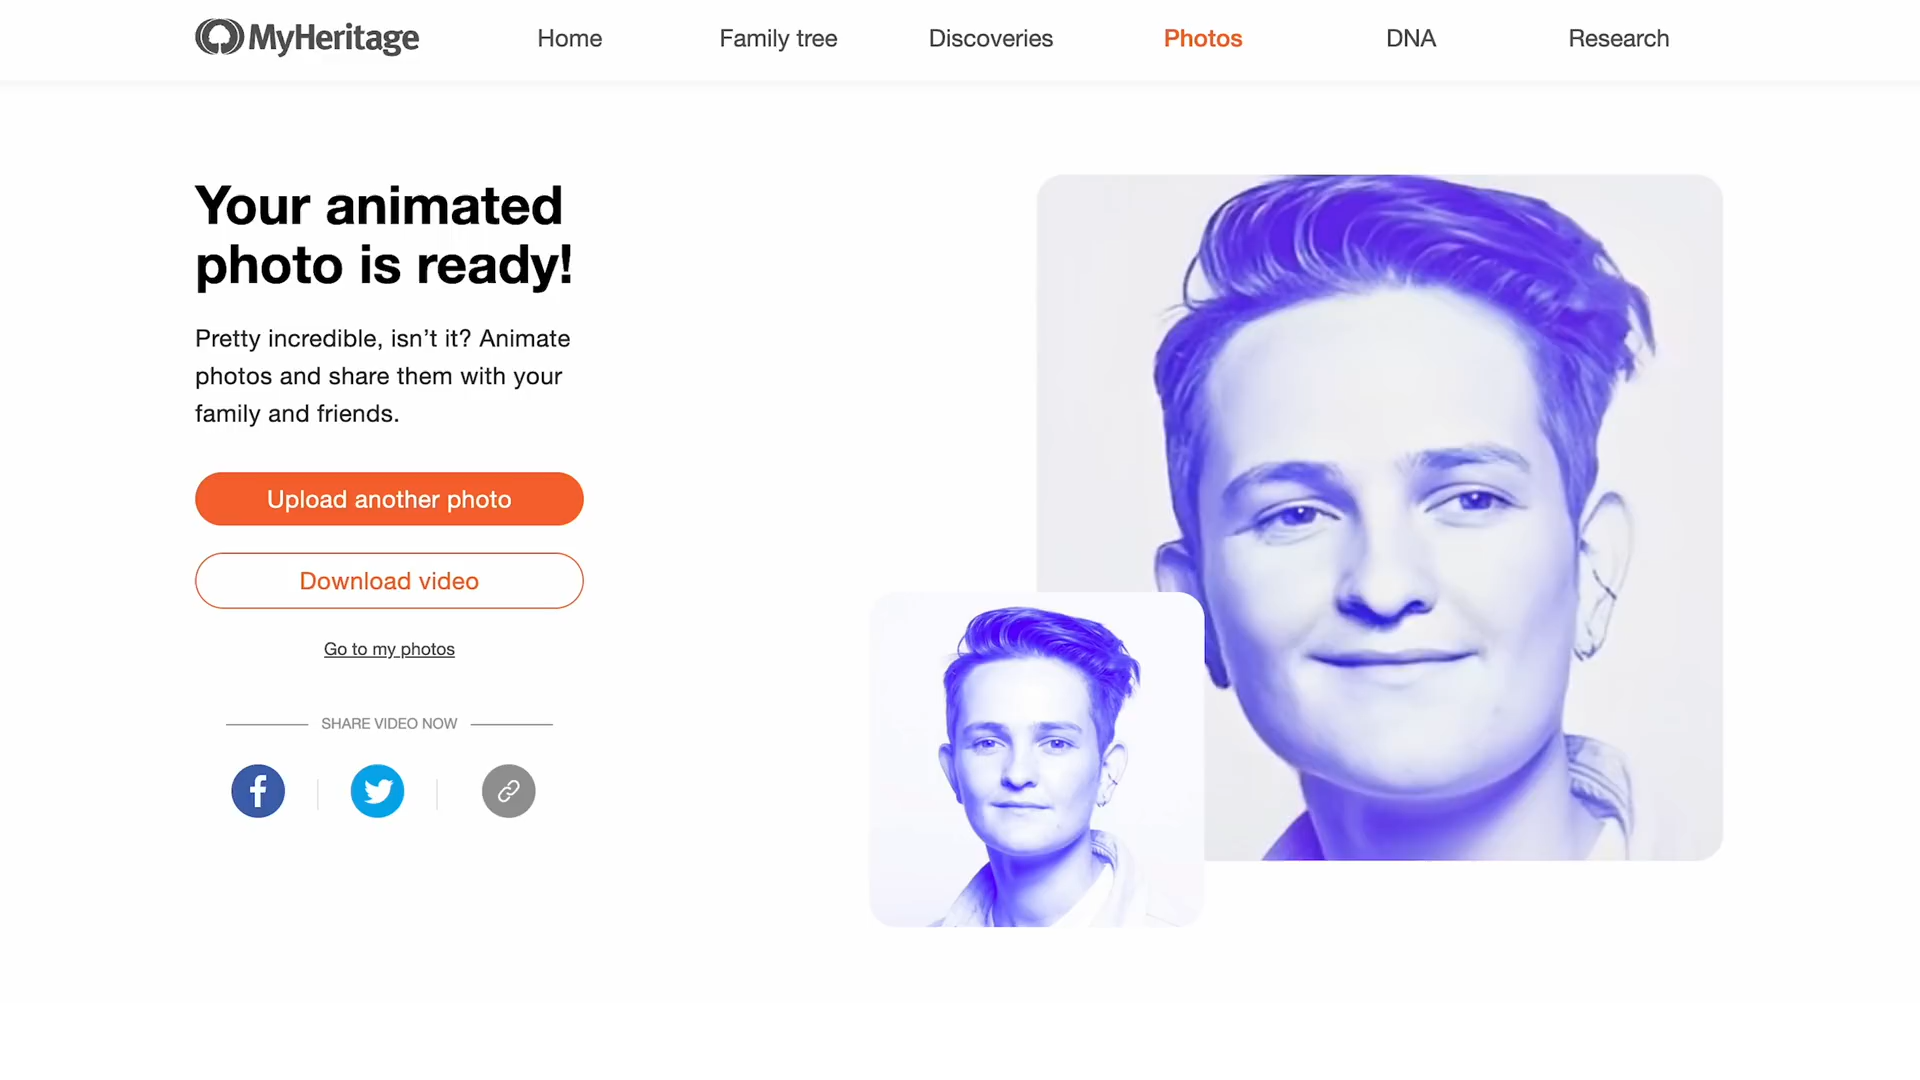 MyHeritage
Home
Family tree
Discoveries
Photos
DNA
Research
Your animated
photo is ready!
Pretty incredible, isn’t it? Animate
photos and share them with your
family and friends.
Upload another photo
Download video
Go to my photos
SHARE VIDEO NOW